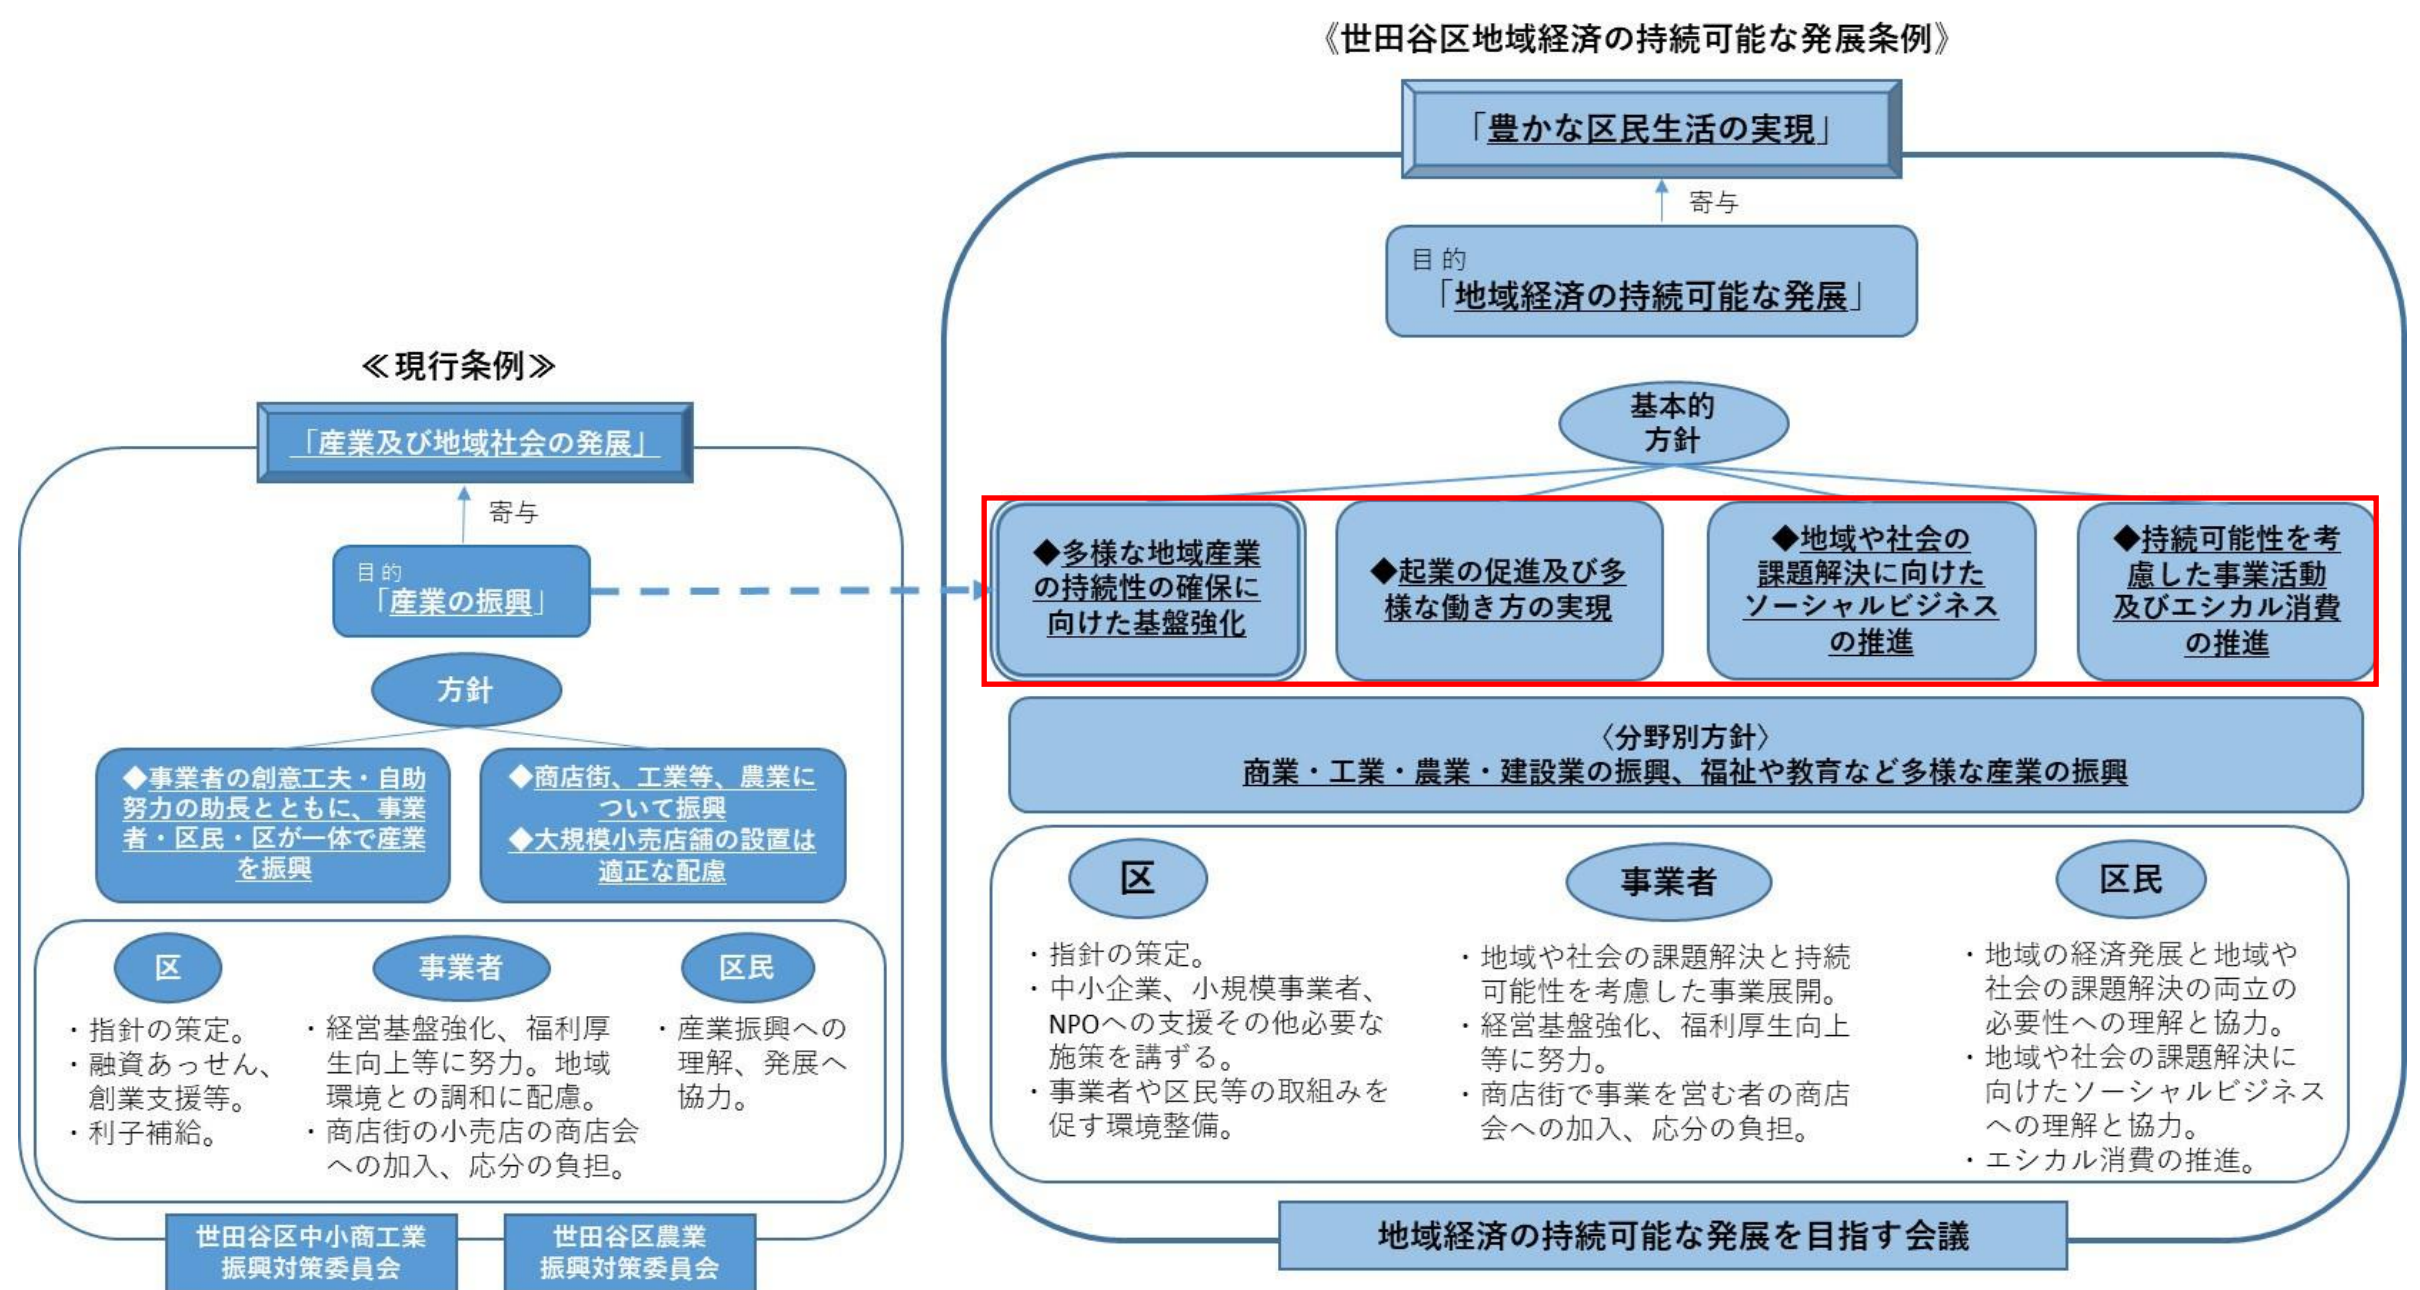 《世田谷区地域経済の持続可能な発展条例》
「豊かな区民生活の実現」
寄与
目的
「地域経済の持続可能な発展」
基本的
方針
◆多様な地域産業
の持続性の確保に
向けた基盤強化
◆起業の促進及び多
様な働き方の実現
◆地域や社会の
課題解決に向けた
ソーシャルビジネス
の推進
◆持続可能性を考
慮した事業活動
及びエシカル消費
の推進
〈分野別方針〉
商業・工業・農業・建設業の振興、福祉や教育など多様な産業の振興
区
・指針の策定。
・中小企業、小規模事業者、
NPOへの支援その他必要な
施策を講ずる。
・事業者や区民等の取組みを
促す環境整備。
事業者
・地域や社会の課題解決と持続
可能性を考慮した事業展開。
・経営基盤強化、福利厚生向上
等に努力。
・商店街で事業を営む者の商店
会への加入、応分の負担。
区民
・地域の経済発展と地域や
社会の課題解決の両立の
必要性への理解と協力。
・地域や社会の課題解決に
向けたソーシャルビジネス
への理解と協力。
・エシカル消費の推進。
地域経済の持続可能な発展を目指す会議
≪現行条例≫
「産業及び地域社会の発展」
寄与
目的
「産業の振興」
方針
◆事業者の創意工夫・自助
努力の助長とともに、事業
者・区民・区が一体で産業
を振興
◆商店街、工業等、農業に
ついて振興
◆大規模小売店舗の設置は
適正な配慮
区
・指針の策定。
・融資あっせん、
創業支援等。
・利子補給。
事業者
・経営基盤強化、福利厚
生向上等に努力。地域
環境との調和に配慮。
・商店街の小売店の商店会
への加入、応分の負担。
区民
・産業振興への
理解、発展へ
協力。
世田谷区中小商工業
振興対策委員会
世田谷区農業
振興対策委員会